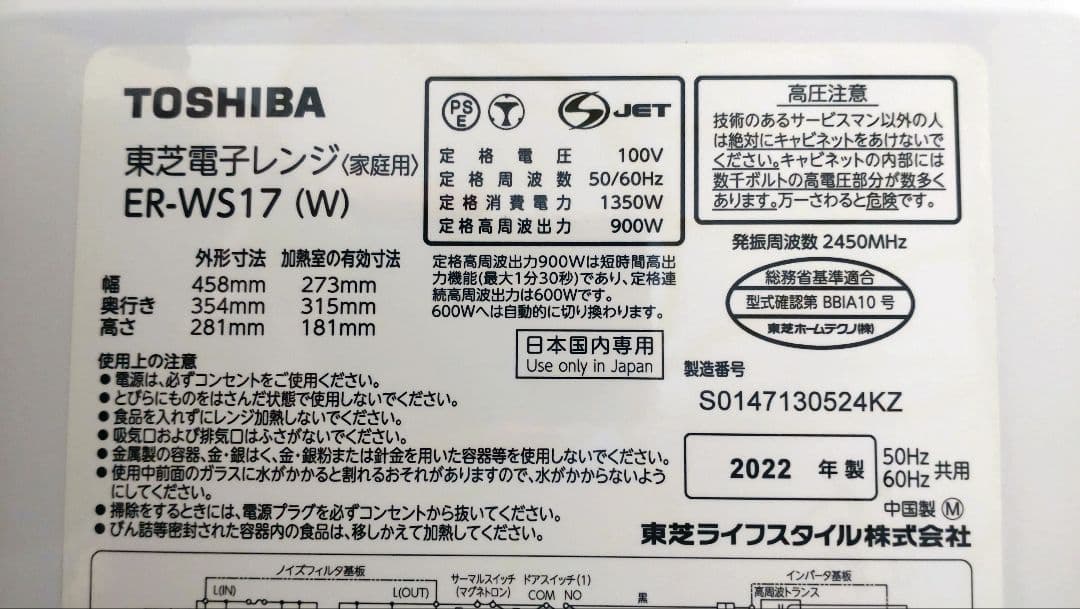 TOSHIBA
東芝電子レンジ〈家庭用〉
ER-WS17 (W)
外形寸法 加熱室の有効寸法
幅 458mm 273mm
奥行き 354mm 315mm
高さ 281mm 181mm
PSE
JET
定格電圧 100V
定格周波数 50/60Hz
定格消費電力 1350W
定格高周波出力 900W
定格高周波出力900Wは短時間高出
力機能(最大1分30秒)であり、定格連
続高周波出力は600Wです。
600Wへは自動的に切り換わります。
日本国内専用
Use only in Japan
高圧注意
技術のあるサービスマン以外の人
は絶対にキャビネットをあけないで
ください。キャビネットの内部には
数千ボルトの高電圧部分が数多く
あります。万一さわると危険です。
発振周波数 2450MHz
総務省基準適合
型式確認第 BBIA10 号
東芝ホームテクノ(株)
製造番号
S0147130524KZ
2022 年製
50Hz
60Hz 共用
中国製 Ⓜ
東芝ライフスタイル株式会社
使用上の注意
●電源は、必ずコンセントをご使用ください。
●とびらにものをはさんだ状態で使用しないでください。
●食品を入れずにレンジ加熱しないでください。
●吸気口および排気口はふさがないでください。
●金属製の容器、金・銀はく、金・銀粉または針金を用いた容器等を使用しないでください。
●使用中前面のガラスに水がかかると割れるおそれがありますので、水がかからないよう
にしてください。
●掃除をするときには、電源プラグを必ずコンセントから抜いてください。
●びん詰等密封された容器内の食品は、移しかえて加熱してください。
ノイズフィルタ基板
L(IN)
L(OUT)
サーマルスイッチ
(マグネトロン)
ドアスイッチ(1)
COM NO
黒
インバータ基板
高周波トランス